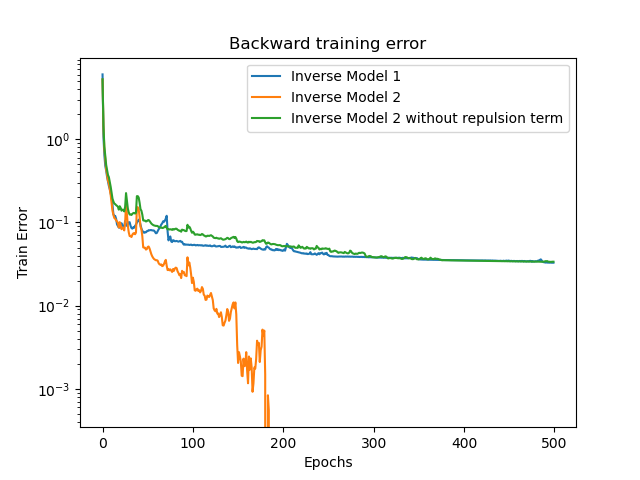 Backward training error
Inverse Model 1
Inverse Model 2
Inverse Model 2 without repulsion term
Train Error
10⁰
10⁻¹
10⁻²
10⁻³
0 100 200 300 400 500
Epochs